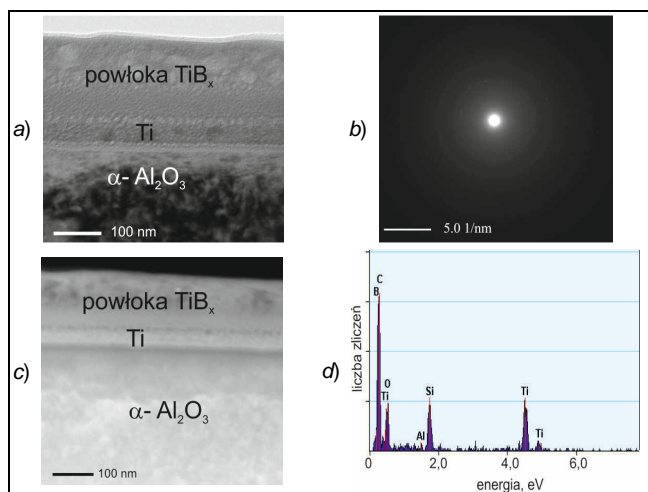 a)
powłoka TiBₓ
Ti
α- Al₂O₃
100 nm
b)
5.0 1/nm
c)
powłoka TiBₓ
Ti
α- Al₂O₃
100 nm
d)
liczba zliczeń
C
B
O
Ti
Al
Si
Ti
Ti
0 2,0 4,0 6,0
energia, eV